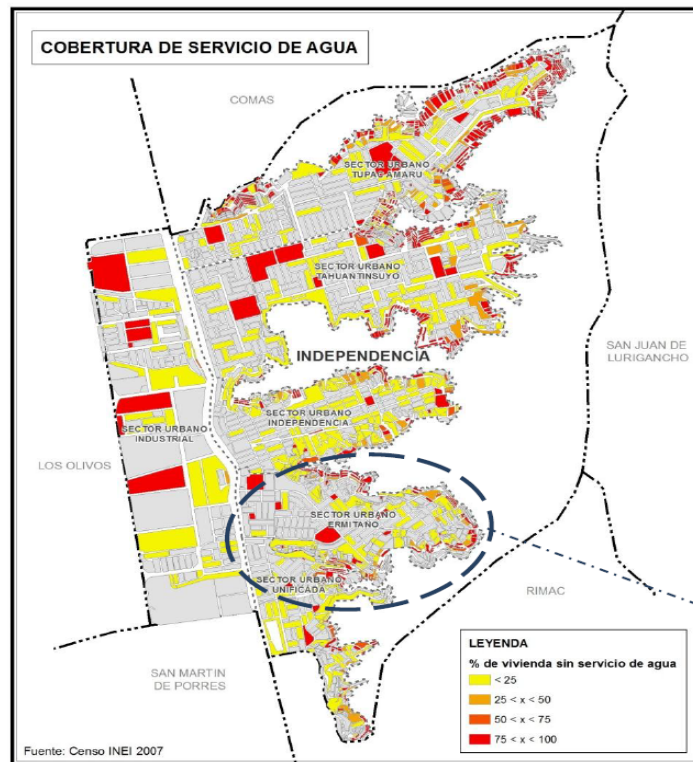 COBERTURA DE SERVICIO DE AGUA
COMAS
SECTOR URBANO
TUPAC AMARU
SECTOR URBANO
TAHUANTINSUYO
INDEPENDENCIA
SAN JUAN DE
LURIGANCHO
SECTOR URBANO
INDEPENDENCIA
SECTOR URBANO
INDUSTRIAL
LOS OLIVOS
SECTOR URBANO
ERMITAÑO
SECTOR URBANO
UNIFICADA
RIMAC
SAN MARTIN
DE PORRES
LEYENDA
% de vivienda sin servicio de agua
< 25
25 < x < 50
50 < x < 75
75 < x < 100
Fuente: Censo INEI 2007